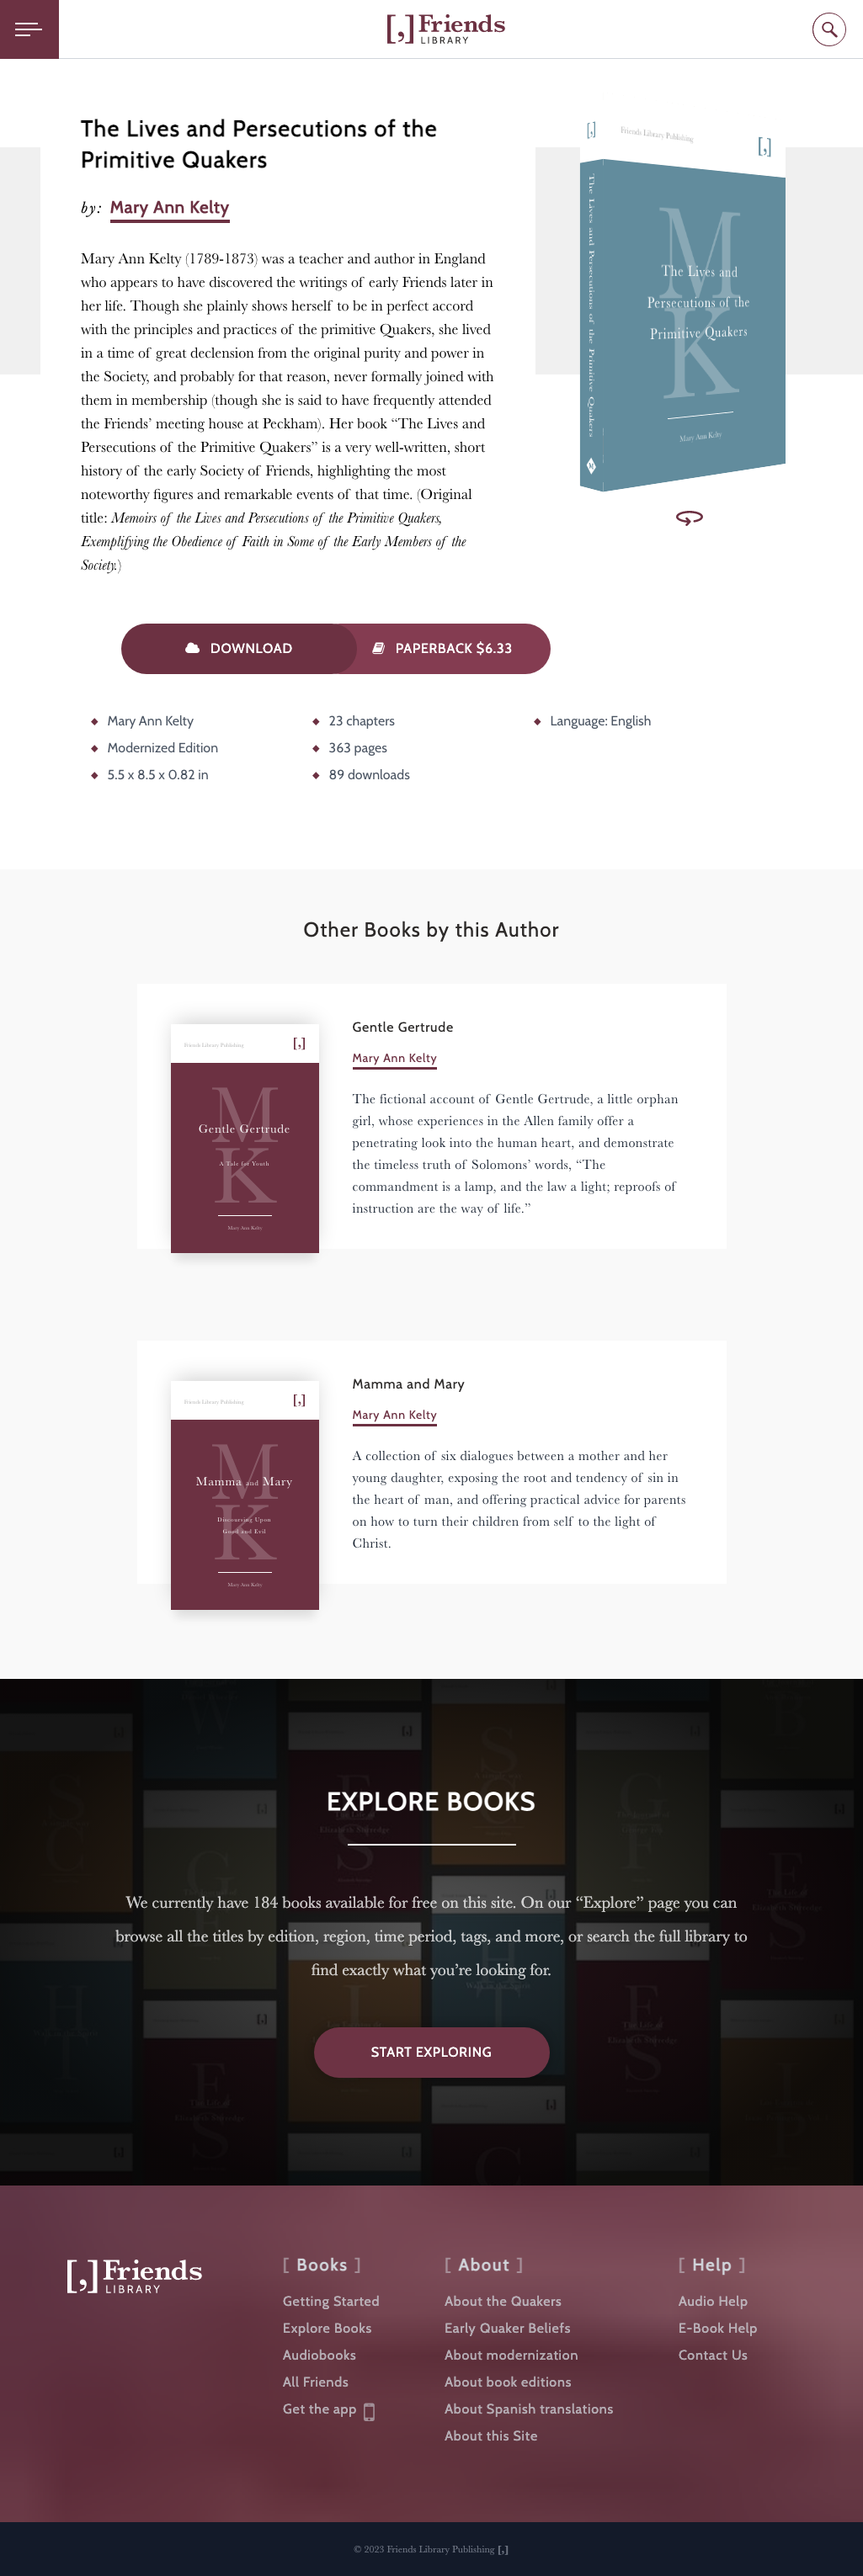 [,] Friends
LIBRARY
The Lives and Persecutions of the
Primitive Quakers
by: Mary Ann Kelty
Mary Ann Kelty (1789-1873) was a teacher and author in England
who appears to have discovered the writings of early Friends later in
her life. Though she plainly shows herself to be in perfect accord
with the principles and practices of the primitive Quakers, she lived
in a time of great declension from the original purity and power in
the Society, and probably for that reason, never formally joined with
them in membership (though she is said to have frequently attended
the Friends’ meeting house at Peckham). Her book “The Lives and
Persecutions of the Primitive Quakers” is a very well-written, short
history of the early Society of Friends, highlighting the most
noteworthy figures and remarkable events of that time. (Original
title: Memoirs of the Lives and Persecutions of the Primitive Quakers,
Exemplifying the Obedience of Faith in Some of the Early Members of the
Society.)
[,]
Friends Library Publishing
[,]
The Lives and Persecutions of the Primitive Quakers
MK
The Lives and
Persecutions of the
Primitive Quakers
Mary Ann Kelty
DOWNLOAD
PAPERBACK $6.33
Mary Ann Kelty
Modernized Edition
5.5 x 8.5 x 0.82 in
23 chapters
363 pages
89 downloads
Language: English
Other Books by this Author
Friends Library Publishing
[,]
MK
Gentle Gertrude
A Tale for Youth
Mary Ann Kelty
Gentle Gertrude
Mary Ann Kelty
The fictional account of Gentle Gertrude, a little orphan
girl, whose experiences in the Allen family offer a
penetrating look into the human heart, and demonstrate
the timeless truth of Solomons’ words, “The
commandment is a lamp, and the law a light; reproofs of
instruction are the way of life.”
Friends Library Publishing
[,]
MK
Mamma and Mary
Discoursing Upon
Good and Evil
Mary Ann Kelty
Mamma and Mary
Mary Ann Kelty
A collection of six dialogues between a mother and her
young daughter, exposing the root and tendency of sin in
the heart of man, and offering practical advice for parents
on how to turn their children from self to the light of
Christ.
EXPLORE BOOKS
We currently have 184 books available for free on this site. On our “Explore” page you can
browse all the titles by edition, region, time period, tags, and more, or search the full library to
find exactly what you’re looking for.
START EXPLORING
[,] Friends
LIBRARY
[ Books ]
Getting Started
Explore Books
Audiobooks
All Friends
Get the app
[ About ]
About the Quakers
Early Quaker Beliefs
About modernization
About book editions
About Spanish translations
About this Site
[ Help ]
Audio Help
E-Book Help
Contact Us
© 2023 Friends Library Publishing [,]